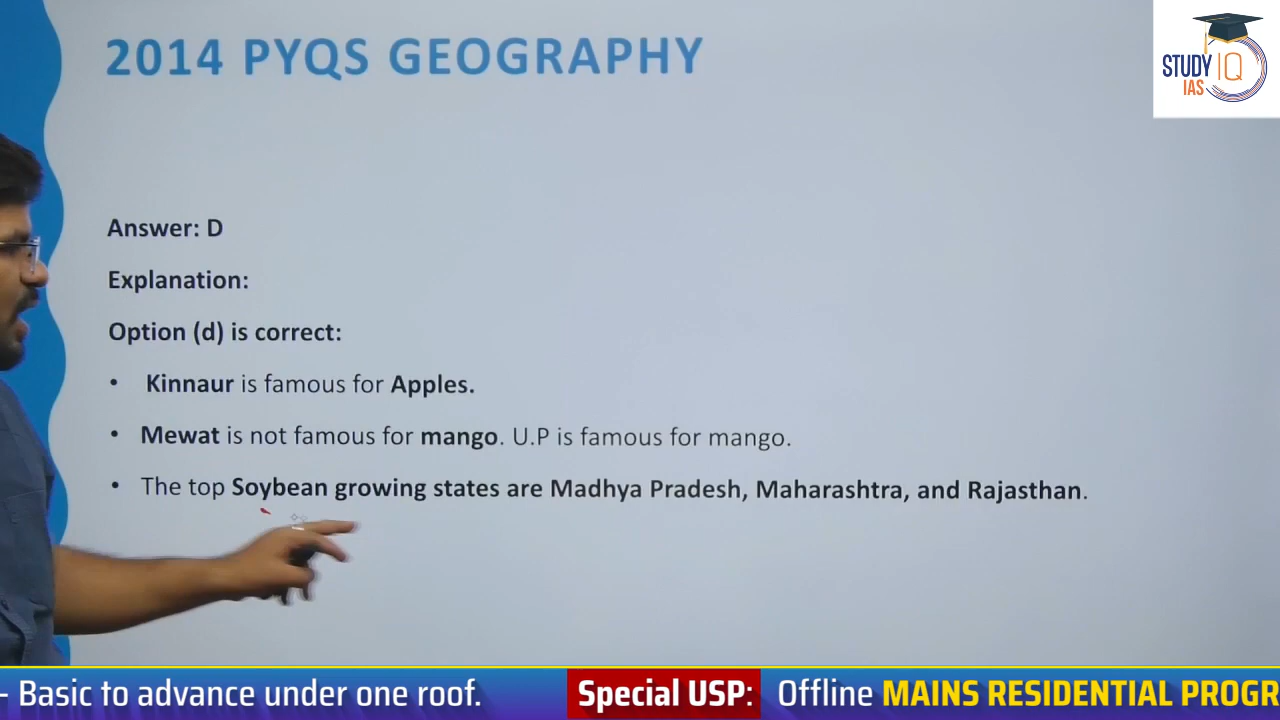 2014 PYQS GEOGRAPHY
STUDY IQ
IAS
Answer: D
Explanation:
Option (d) is correct:
• Kinnaur is famous for Apples.
• Mewat is not famous for mango. U.P is famous for mango.
• The top Soybean growing states are Madhya Pradesh, Maharashtra, and Rajasthan.
- Basic to advance under one roof. Special USP: Offline MAINS RESIDENTIAL PROGR